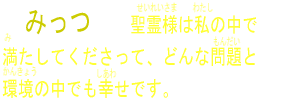 みっつ 聖霊様は私の中で
満たしてくださって、どんな問題と
環境の中でも幸せです。